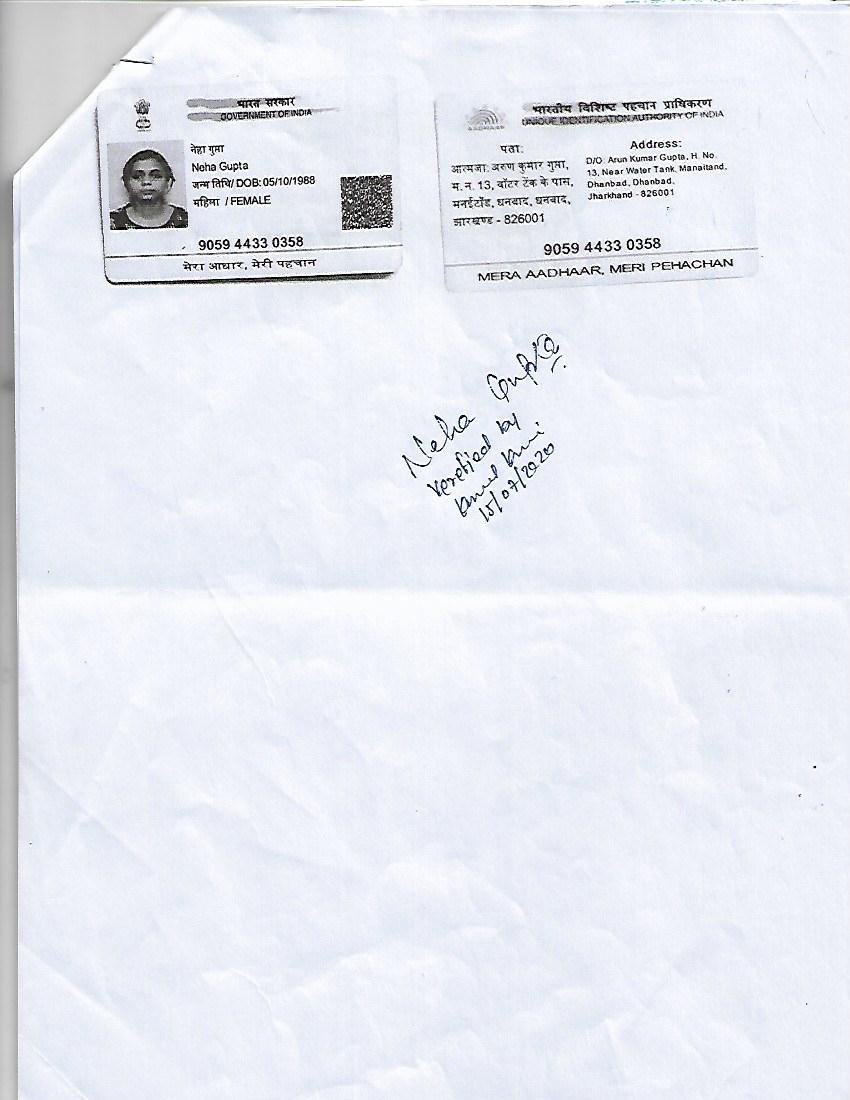 भारत सरकार
GOVERNMENT OF INDIA
नेहा गुप्ता
Neha Gupta
जन्म तिथि/ DOB: 05/10/1988
महिला / FEMALE
9059 4433 0358
मेरा आधार, मेरी पहचान
भारतीय विशिष्ट पहचान प्राधिकरण
UNIQUE IDENTIFICATION AUTHORITY OF INDIA
AADHAAR
पता:
आत्मजा: अरुण कुमार गुप्ता,
म. न. 13, वॉटर टेंक के पास,
मनईटाँड, धनबाद, धनबाद,
झारखण्ड - 826001
Address:
D/O: Arun Kumar Gupta, H. No.
13, Near Water Tank, Manaitand,
Dhanbad, Dhanbad,
Jharkhand - 826001
9059 4433 0358
MERA AADHAAR, MERI PEHACHAN
Neha Gupta
Verefied by
15/07/2020